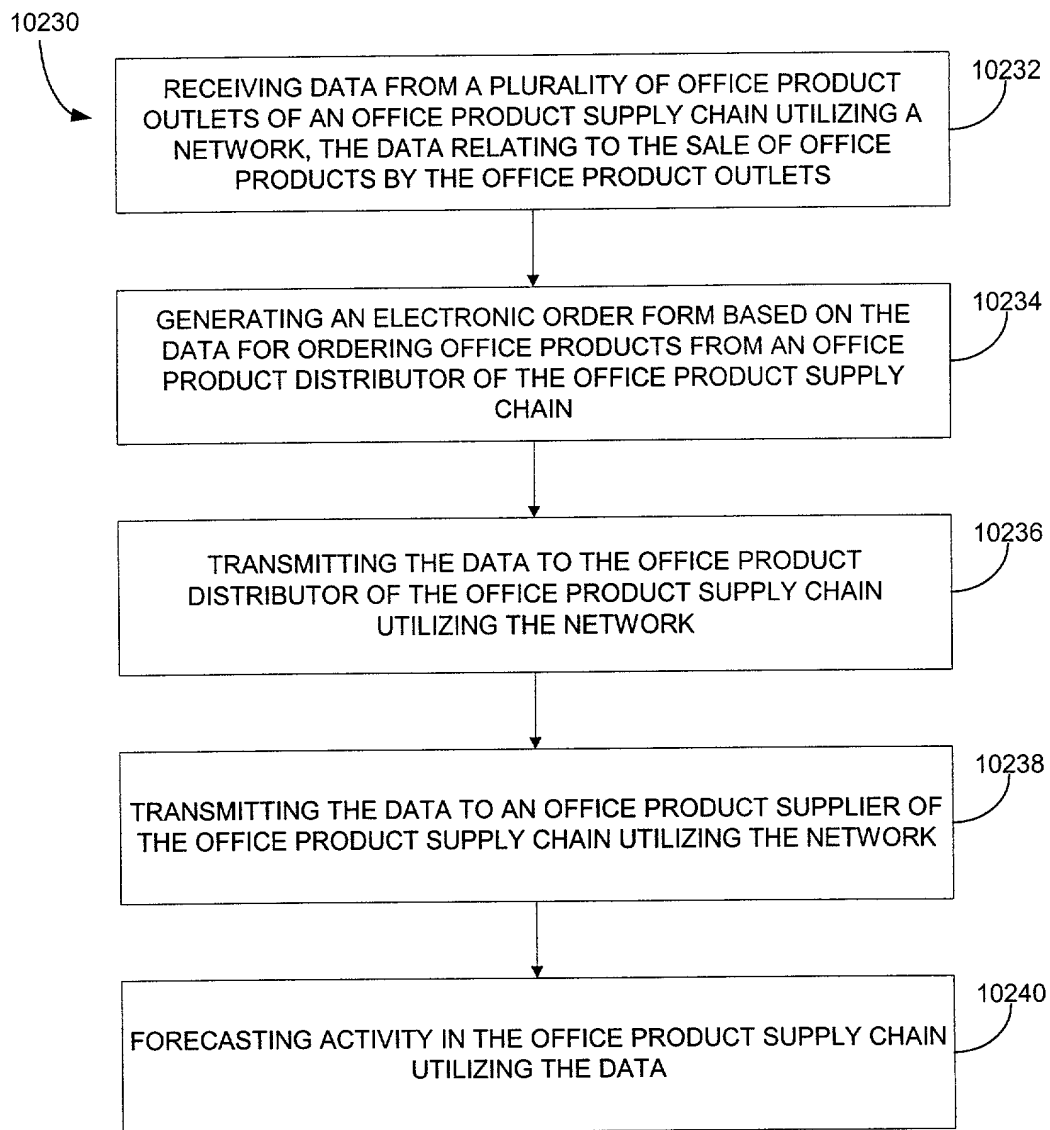 10230
RECEIVING DATA FROM A PLURALITY OF OFFICE PRODUCT
OUTLETS OF AN OFFICE PRODUCT SUPPLY CHAIN UTILIZING A
NETWORK, THE DATA RELATING TO THE SALE OF OFFICE
PRODUCTS BY THE OFFICE PRODUCT OUTLETS
10232
GENERATING AN ELECTRONIC ORDER FORM BASED ON THE
DATA FOR ORDERING OFFICE PRODUCTS FROM AN OFFICE
PRODUCT DISTRIBUTOR OF THE OFFICE PRODUCT SUPPLY
CHAIN
10234
TRANSMITTING THE DATA TO THE OFFICE PRODUCT
DISTRIBUTOR OF THE OFFICE PRODUCT SUPPLY CHAIN
UTILIZING THE NETWORK
10236
TRANSMITTING THE DATA TO AN OFFICE PRODUCT SUPPLIER OF
THE OFFICE PRODUCT SUPPLY CHAIN UTILIZING THE NETWORK
10238
FORECASTING ACTIVITY IN THE OFFICE PRODUCT SUPPLY CHAIN
UTILIZING THE DATA
10240